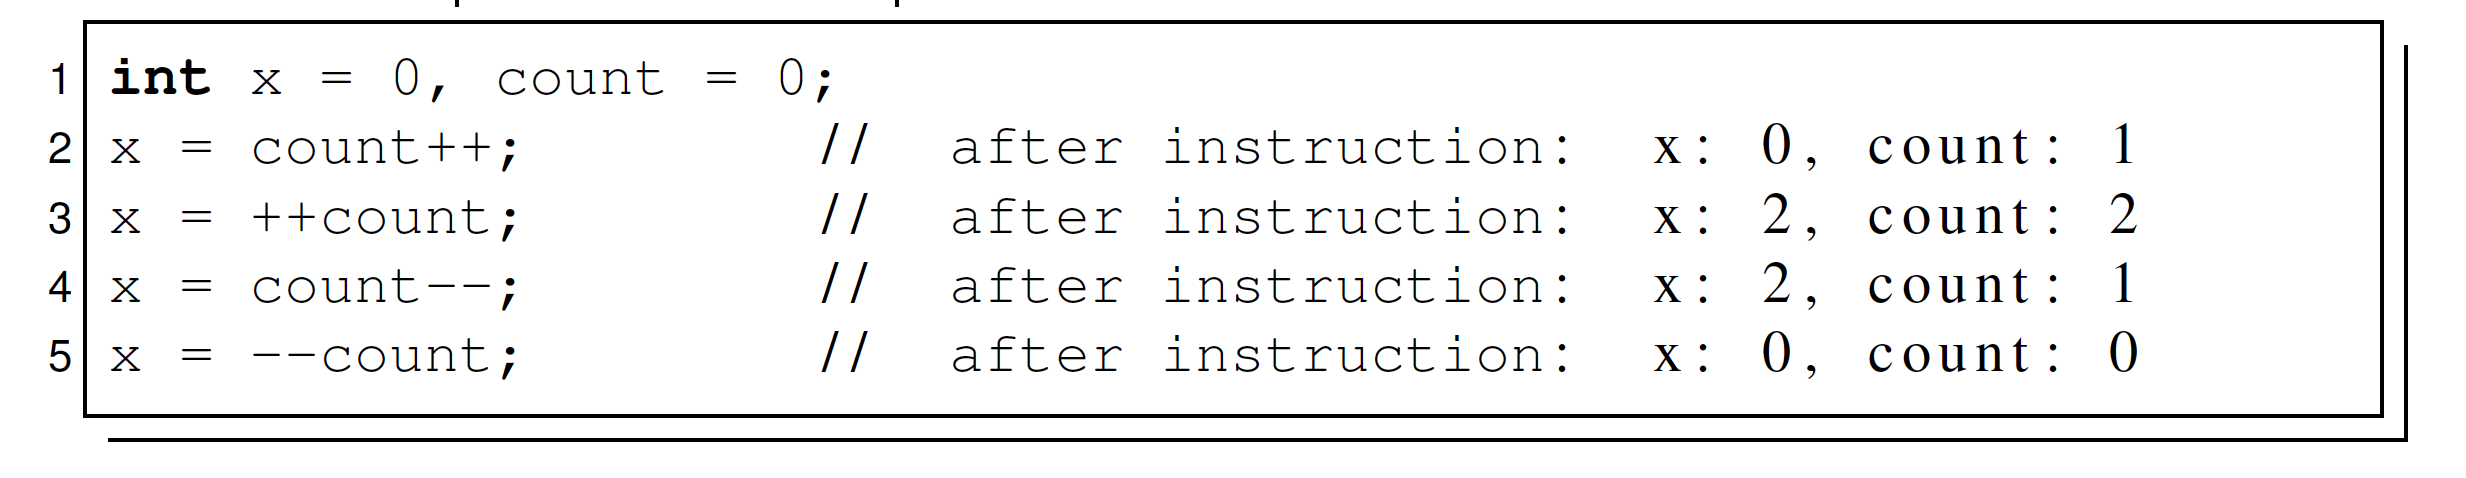 1 int x = 0, count = 0;
2 x = count++; // after instruction: x: 0, count: 1
3 x = ++count; // after instruction: x: 2, count: 2
4 x = count--; // after instruction: x: 2, count: 1
5 x = --count; // after instruction: x: 0, count: 0